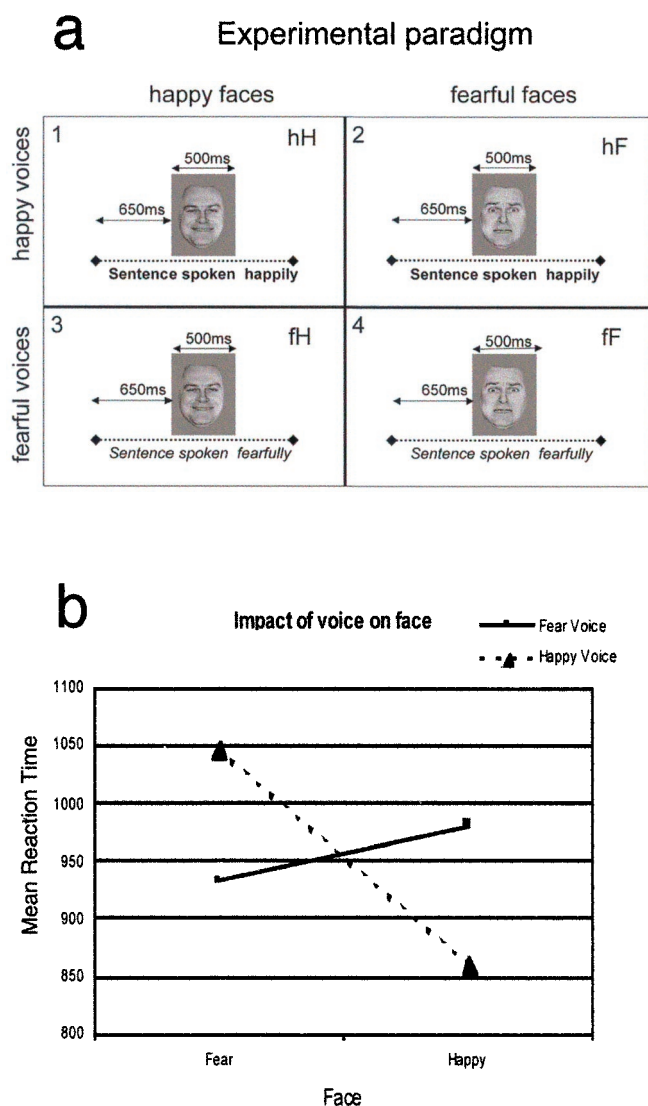 a Experimental paradigm
happy faces fearful faces
happy voices
1 hH
500ms
650ms
Sentence spoken happily
2 hF
500ms
650ms
Sentence spoken happily
fearful voices
3 fH
500ms
650ms
Sentence spoken fearfully
4 fF
500ms
650ms
Sentence spoken fearfully
b Impact of voice on face
Fear Voice
Happy Voice
Mean Reaction Time
1100
1050
1000
950
900
850
800
Fear Happy
Face